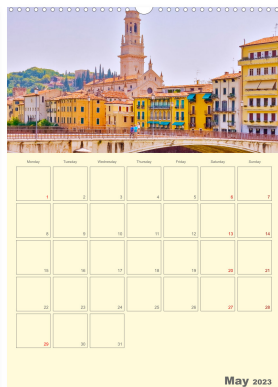 Monday Tuesday Wednesday Thursday Friday Saturday Sunday
1 2 3 4 5 6 7
8 9 10 11 12 13 14
15 16 17 18 19 20 21
22 23 24 25 26 27 28
29 30 31
May 2023